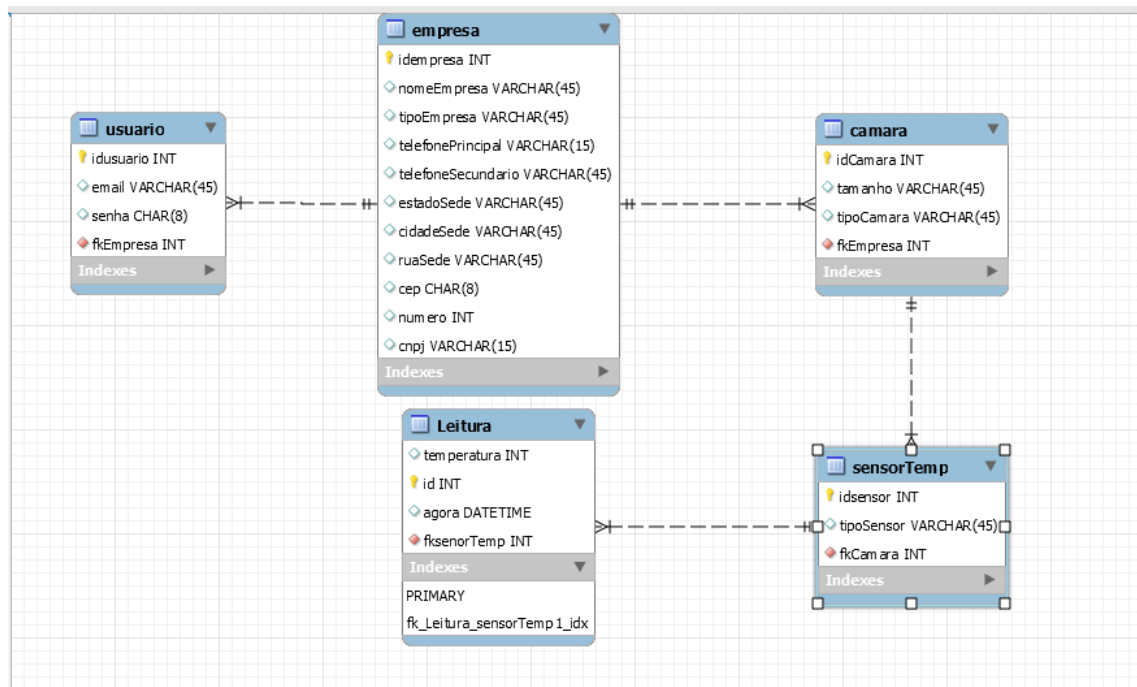 empresa
idempresa INT
nomeEmpresa VARCHAR(45)
tipoEmpresa VARCHAR(45)
telefonePrincipal VARCHAR(15)
telefoneSecundario VARCHAR(45)
estadoSede VARCHAR(45)
cidadeSede VARCHAR(45)
ruaSede VARCHAR(45)
cep CHAR(8)
numero INT
cnpj VARCHAR(15)
Indexes
usuario
idusuario INT
email VARCHAR(45)
senha CHAR(8)
fkEmpresa INT
Indexes
camara
idCamara INT
tamanho VARCHAR(45)
tipoCamara VARCHAR(45)
fkEmpresa INT
Indexes
Leitura
temperatura INT
id INT
agora DATETIME
fksenorTemp INT
Indexes
PRIMARY
fk_Leitura_sensorTemp1_idx
sensorTemp
idsensor INT
tipoSensor VARCHAR(45)
fkCamara INT
Indexes